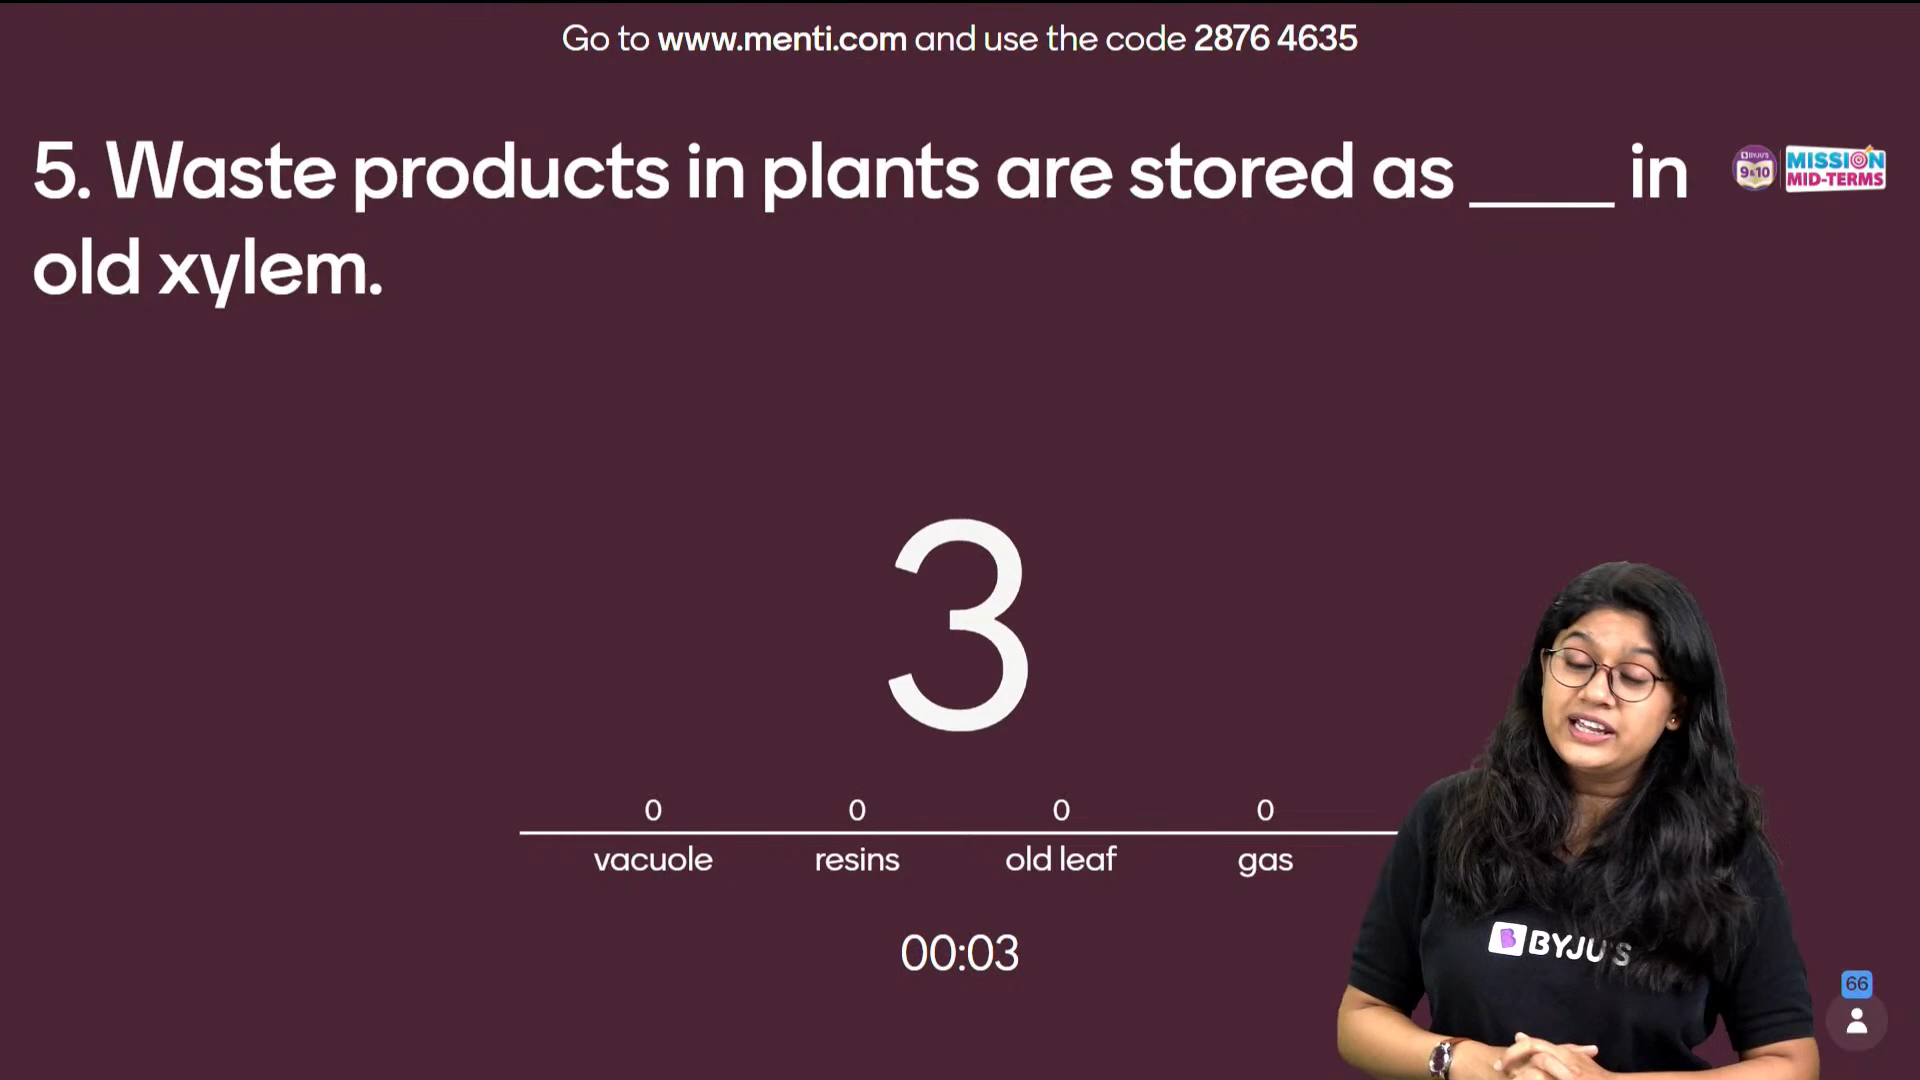 Go to www.menti.com and use the code 2876 4635
5. Waste products in plants are stored as _____ in
old xylem.
BYJU'S
9&10
MISSION
MID-TERMS
3
0 0 0 0
vacuole resins old leaf gas
00:03
BYJU'S
66